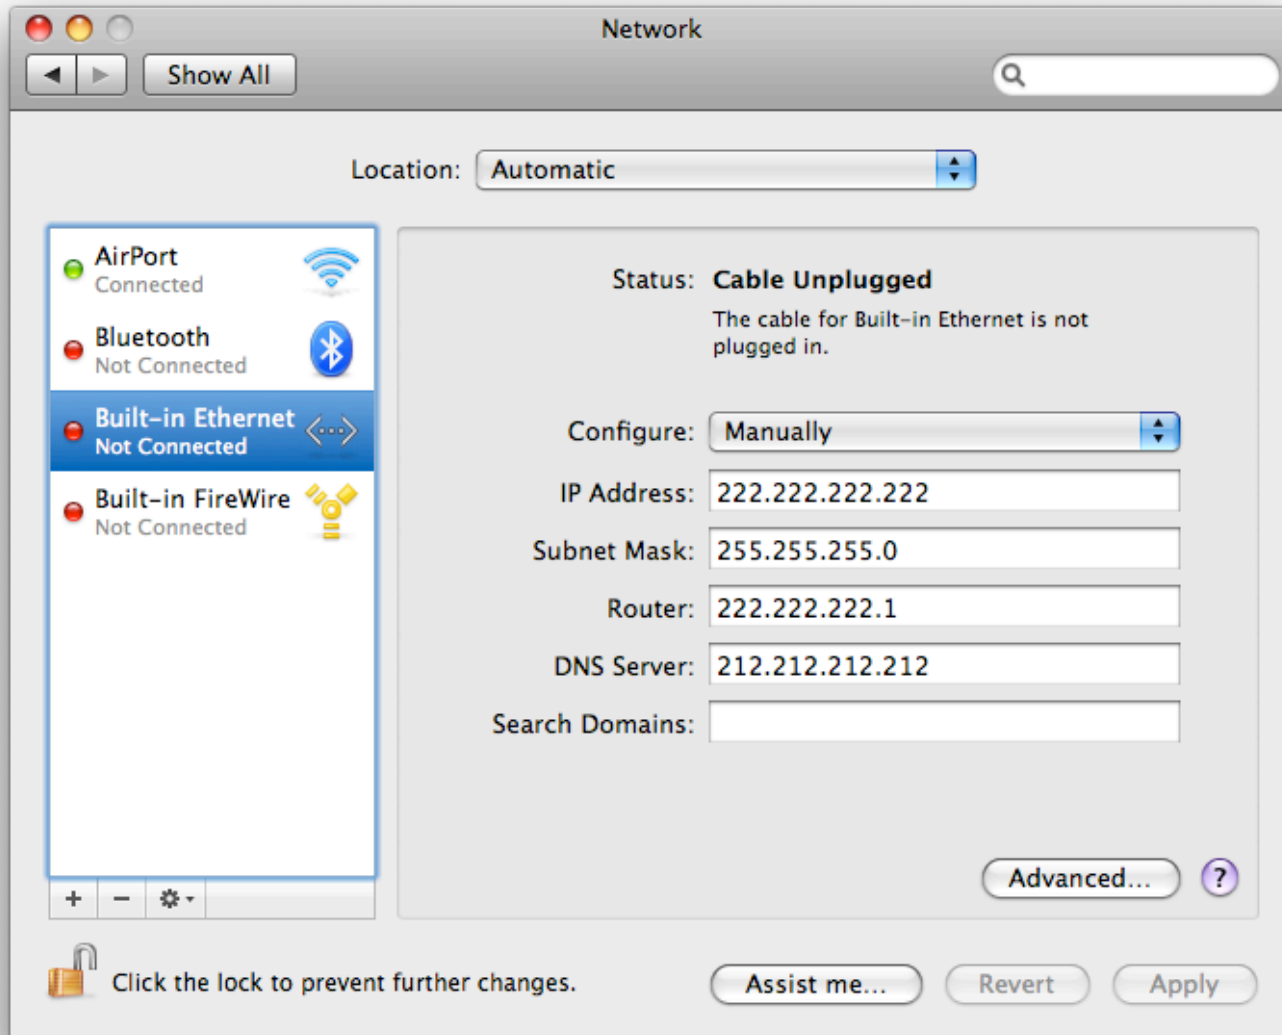 Network
Show All
Location: Automatic
AirPort
Connected
Bluetooth
Not Connected
Built-in Ethernet
Not Connected
Built-in FireWire
Not Connected
Status: Cable Unplugged
The cable for Built-in Ethernet is not
plugged in.
Configure: Manually
IP Address: 222.222.222.222
Subnet Mask: 255.255.255.0
Router: 222.222.222.1
DNS Server: 212.212.212.212
Search Domains:
Advanced... ?
Click the lock to prevent further changes.
Assist me... Revert Apply